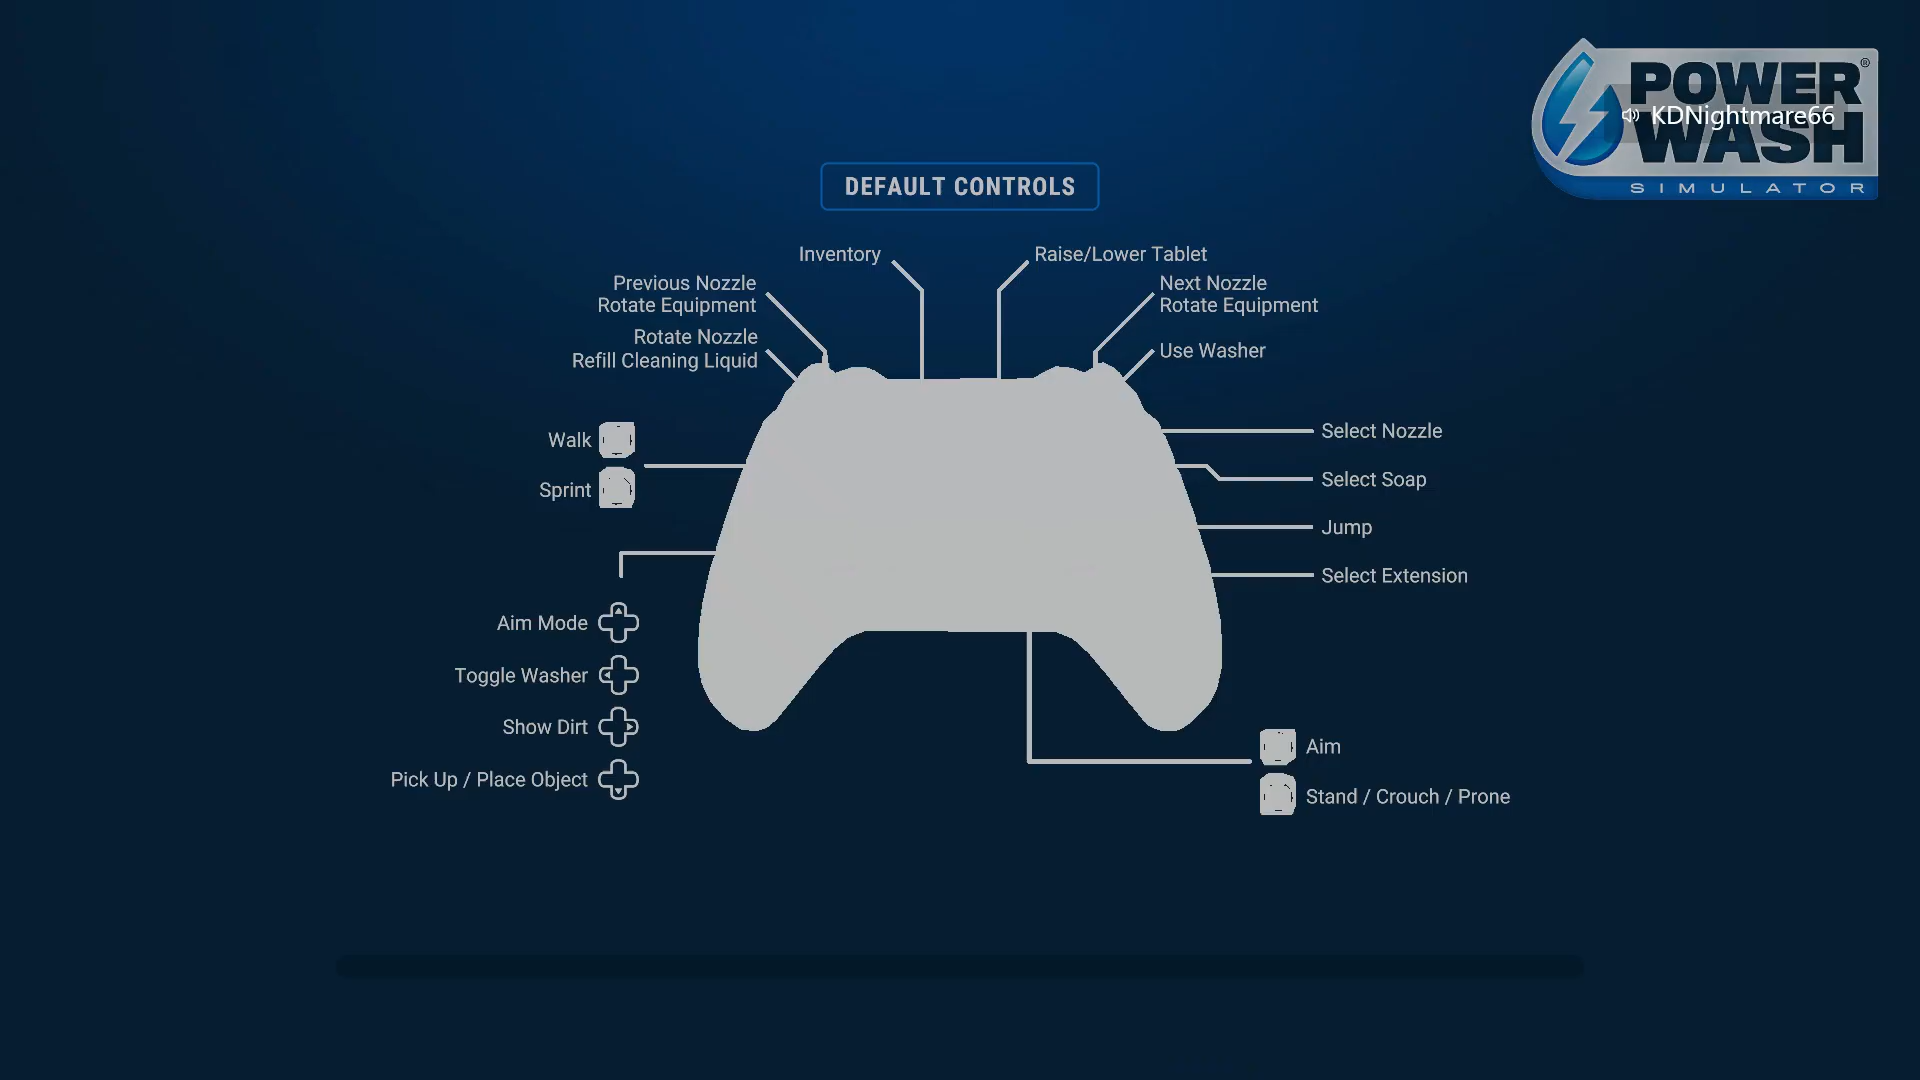 POWER®
KDNightmare66
WASH
SIMULATOR
DEFAULT CONTROLS
Inventory
Raise/Lower Tablet
Previous Nozzle
Rotate Equipment
Next Nozzle
Rotate Equipment
Rotate Nozzle
Refill Cleaning Liquid
Use Washer
Walk
Sprint
Select Nozzle
Select Soap
Jump
Select Extension
Aim Mode
Toggle Washer
Show Dirt
Pick Up / Place Object
Aim
Stand / Crouch / Prone